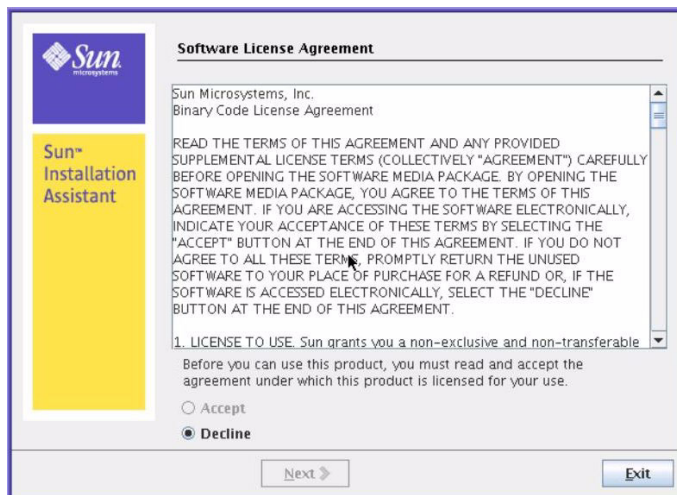 Sun
microsystems
Sun™
Installation
Assistant
Software License Agreement
Sun Microsystems, Inc.
Binary Code License Agreement
READ THE TERMS OF THIS AGREEMENT AND ANY PROVIDED
SUPPLEMENTAL LICENSE TERMS (COLLECTIVELY "AGREEMENT") CAREFULLY
BEFORE OPENING THE SOFTWARE MEDIA PACKAGE. BY OPENING THE
SOFTWARE MEDIA PACKAGE, YOU AGREE TO THE TERMS OF THIS
AGREEMENT. IF YOU ARE ACCESSING THE SOFTWARE ELECTRONICALLY,
INDICATE YOUR ACCEPTANCE OF THESE TERMS BY SELECTING THE
"ACCEPT" BUTTON AT THE END OF THIS AGREEMENT. IF YOU DO NOT
AGREE TO ALL THESE TERMS, PROMPTLY RETURN THE UNUSED
SOFTWARE TO YOUR PLACE OF PURCHASE FOR A REFUND OR, IF THE
SOFTWARE IS ACCESSED ELECTRONICALLY, SELECT THE "DECLINE"
BUTTON AT THE END OF THIS AGREEMENT.
1. LICENSE TO USE. Sun grants you a non-exclusive and non-transferable
Before you can use this product, you must read and accept the
agreement under which this product is licensed for your use.
Accept
Decline
Next
Exit